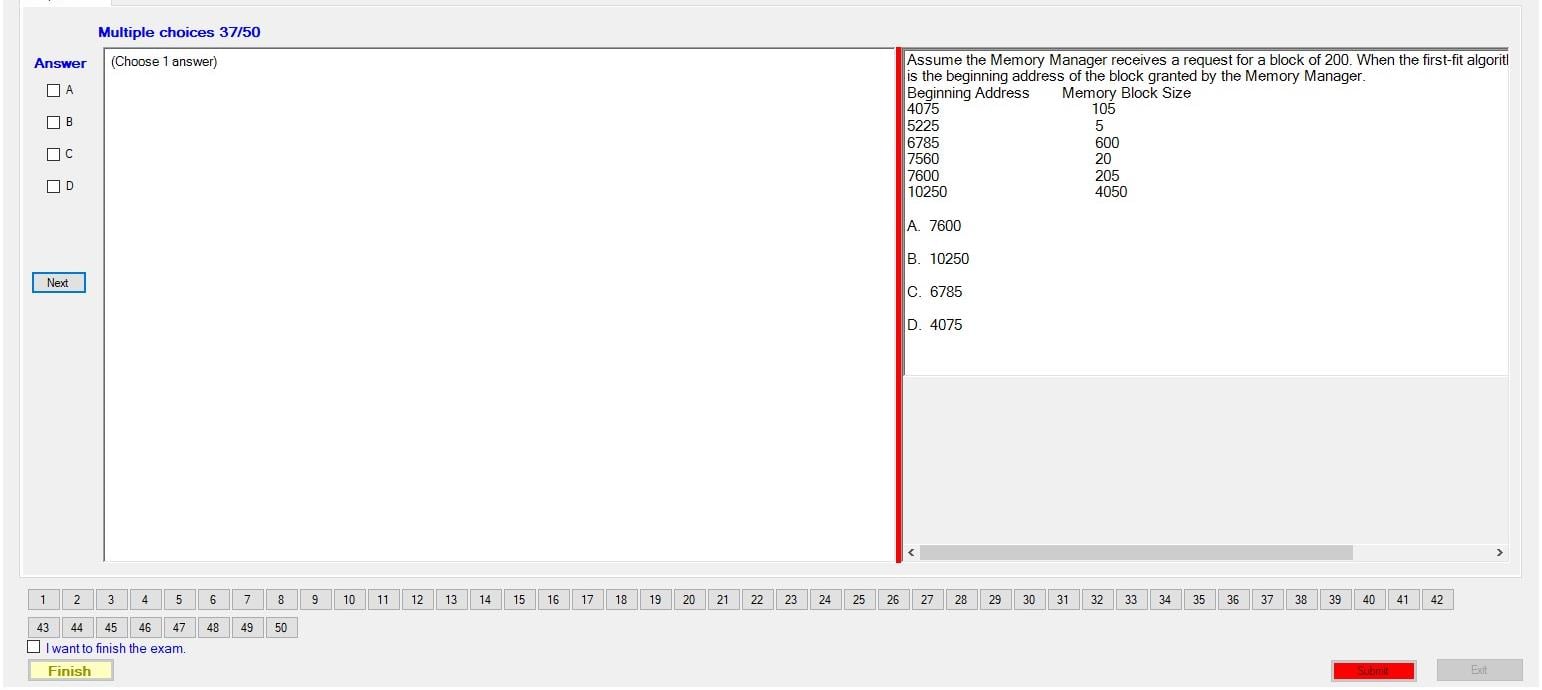 Multiple choices 37/50
Answer
(Choose 1 answer)
A
B
C
D
Next
Assume the Memory Manager receives a request for a block of 200. When the first-fit algorit
is the beginning address of the block granted by the Memory Manager.
Beginning Address Memory Block Size
4075 105
5225 5
6785 600
7560 20
7600 205
10250 4050
A. 7600
B. 10250
C. 6785
D. 4075
1 2 3 4 5 6 7 8 9 10 11 12 13 14 15 16 17 18 19 20 21 22 23 24 25 26 27 28 29 30 31 32 33 34 35 36 37 38 39 40 41 42
43 44 45 46 47 48 49 50
I want to finish the exam.
Finish
Submit
Exit